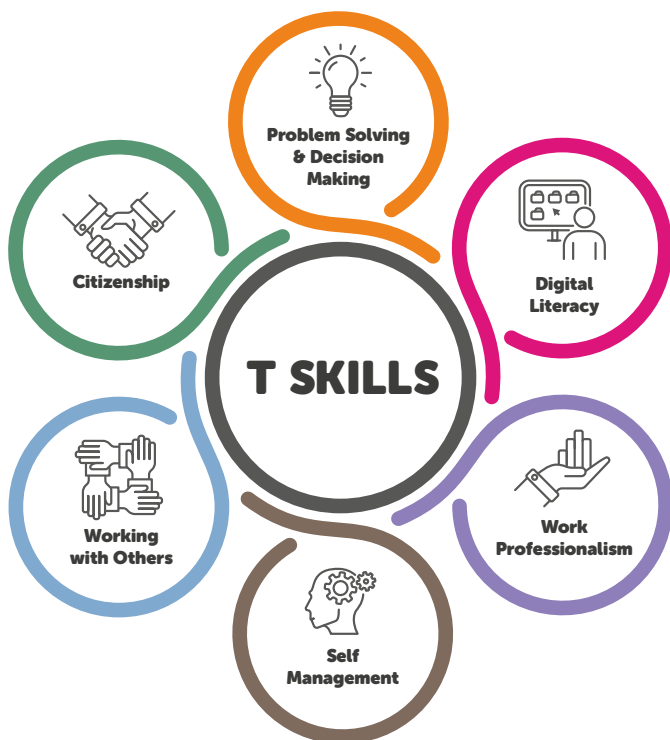 Problem Solving
& Decision
Making
Citizenship
Digital
Literacy
T SKILLS
Working
with Others
Work
Professionalism
Self
Management